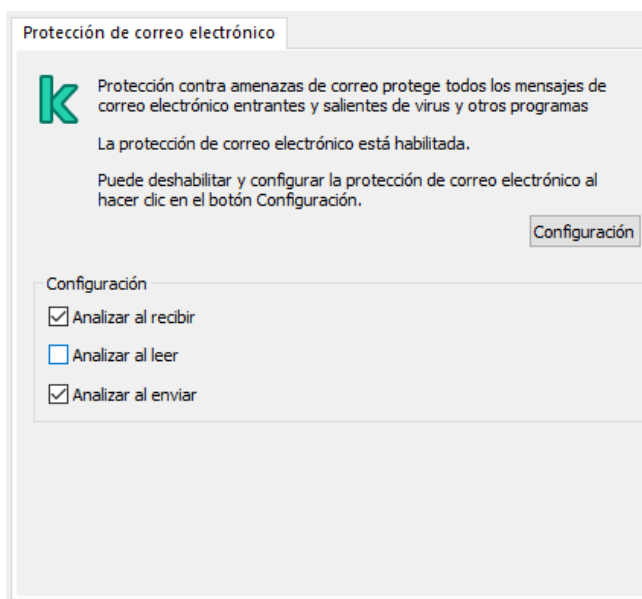 Protección de correo electrónico
Protección contra amenazas de correo protege todos los mensajes de
correo electrónico entrantes y salientes de virus y otros programas
La protección de correo electrónico está habilitada.
Puede deshabilitar y configurar la protección de correo electrónico al
hacer clic en el botón Configuración.
Configuración
Configuración
Analizar al recibir
Analizar al leer
Analizar al enviar